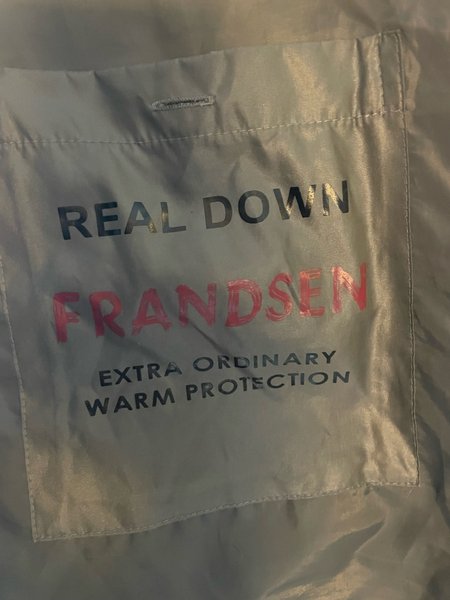 REAL DOWN
FRANDSEN
EXTRA ORDINARY
WARM PROTECTION